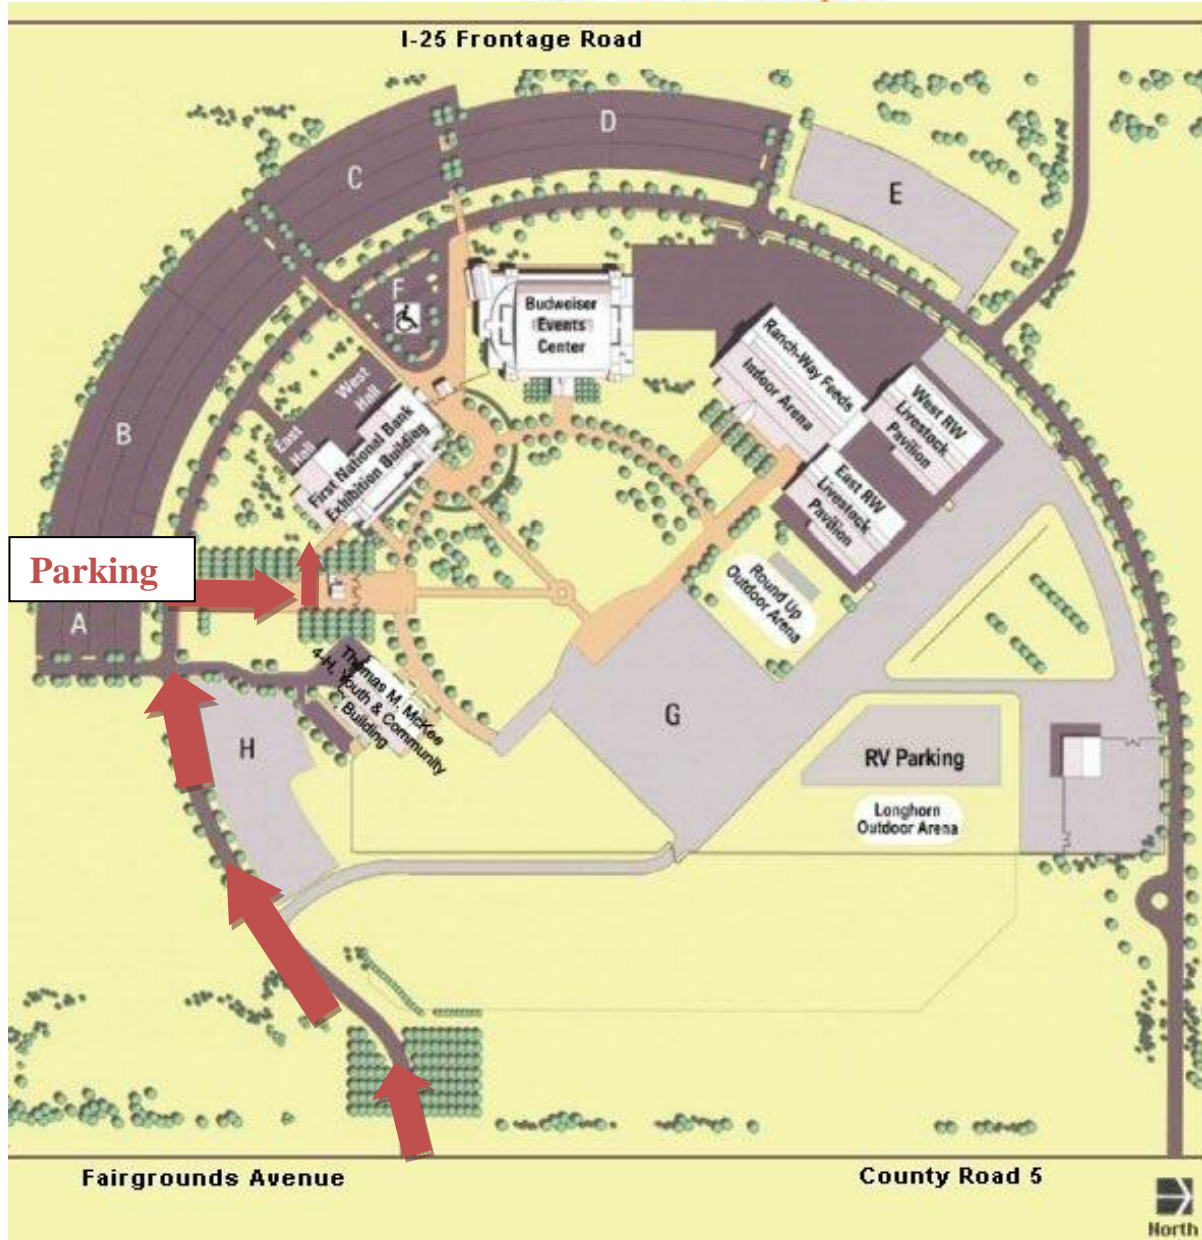 I-25 Frontage Road
D
C
E
F
Budweiser
Events
Center
Ranch-Way Feeds
Indoor Arena
West
Hall
East
Hall
First National Bank
Exhibition Building
West RW
Livestock
Pavilion
East RW
Livestock
Pavilion
B
Parking
Round Up
Outdoor Arena
A
Thomas M. McKee
4-H, Youth & Community
Building
H
G
RV Parking
Longhorn
Outdoor Arena
Fairgrounds Avenue
County Road 5
North